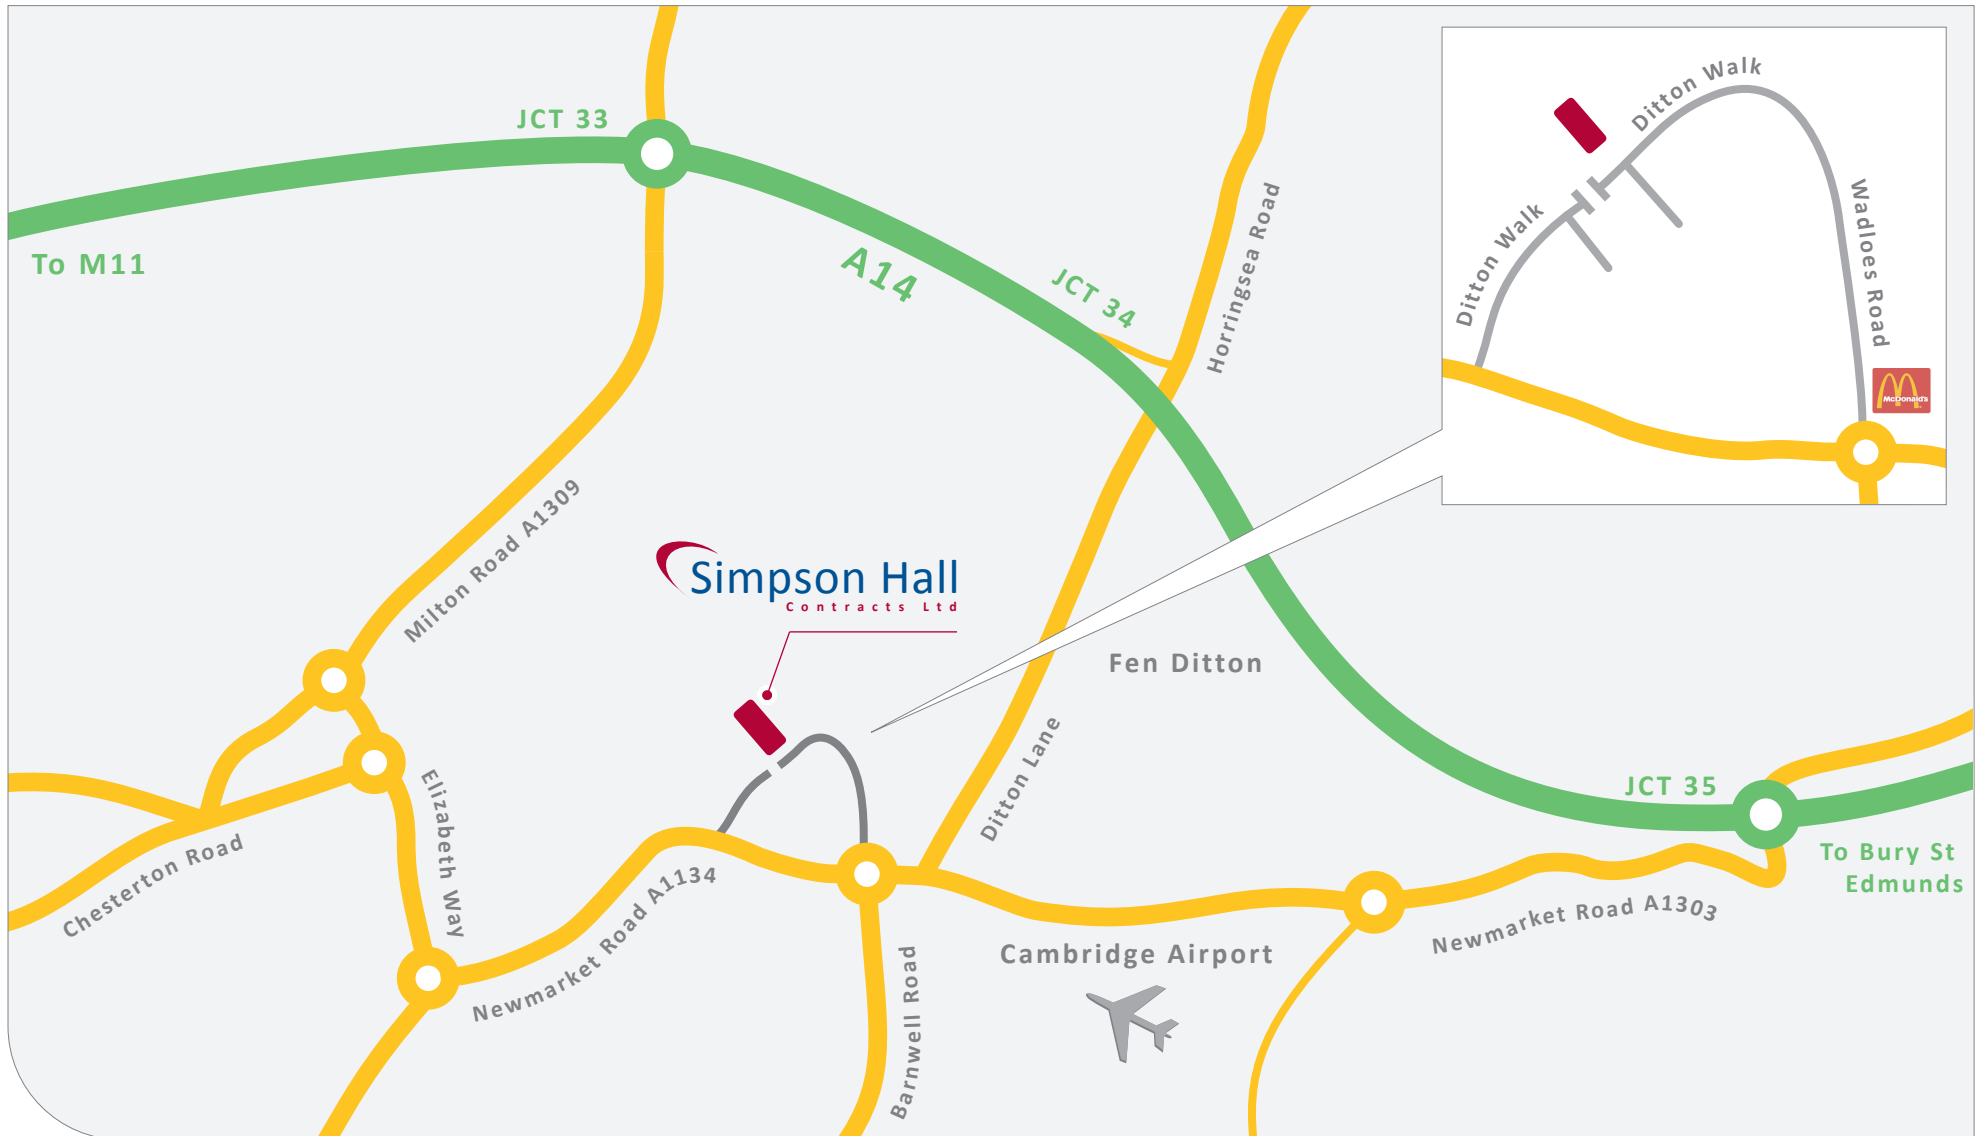 JCT 33
To M11
A14
JCT 34
Horringsea Road
Ditton Walk
Ditton Walk
Wadloes Road
McDonald's
Milton Road A1309
Simpson Hall
Contracts Ltd
Fen Ditton
Ditton Lane
Elizabeth Way
Chesterton Road
Newmarket Road A1134
Barnwell Road
Cambridge Airport
JCT 35
To Bury St
Edmunds
Newmarket Road A1303